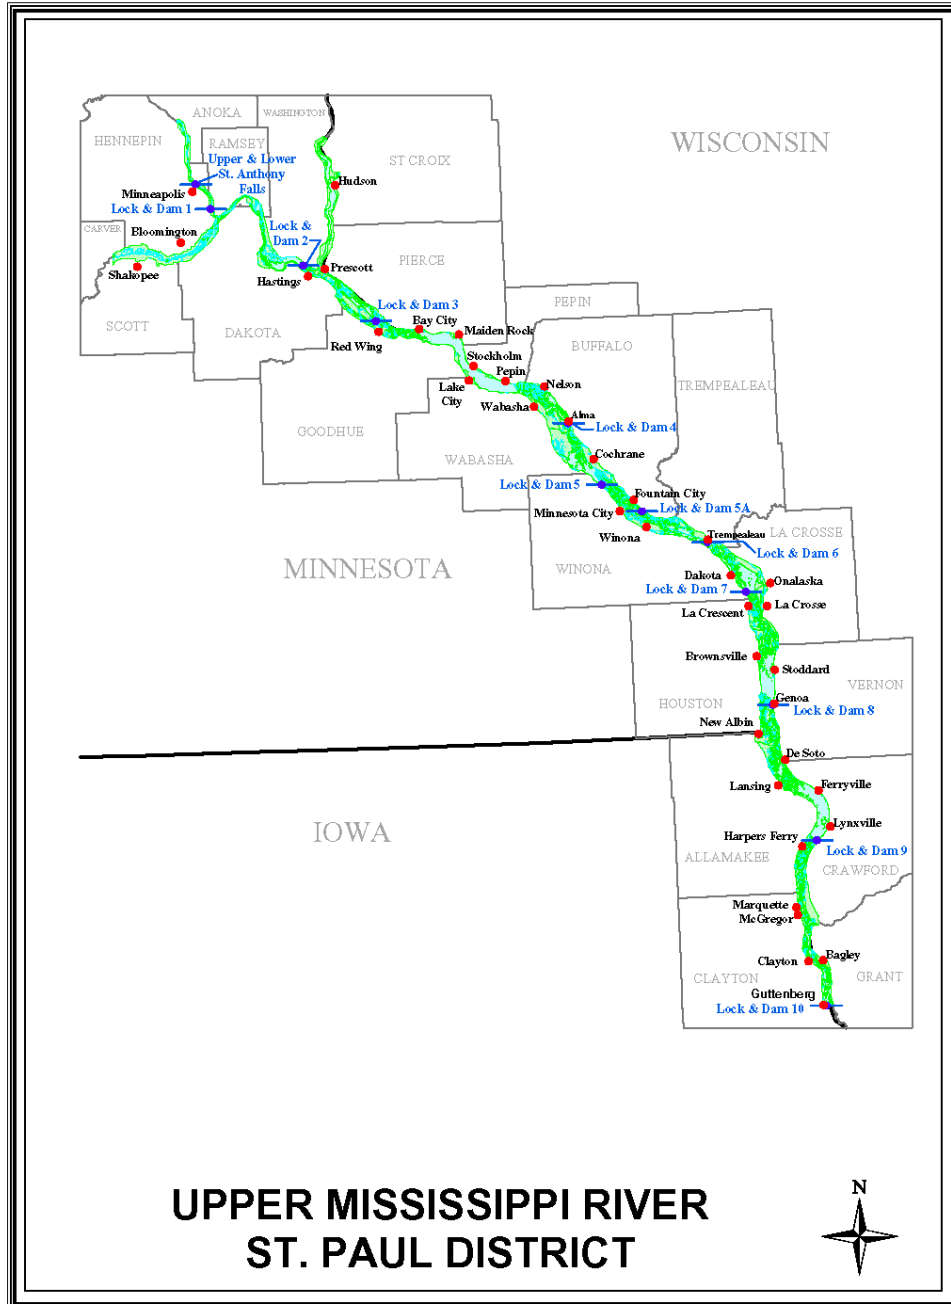 WASHINGTON
ANOKA
HENNEPIN
RAMSEY
WISCONSIN
ST CROIX
Upper & Lower
St. Anthony
Falls
Hudson
Minneapolis
Lock & Dam 1
CARVER
Bloomington
Lock &
Dam 2
PIERCE
Shakopee
Prescott
Hastings
PEPIN
Lock & Dam 3
SCOTT
DAKOTA
Bay City
Red Wing
Maiden Rock
BUFFALO
Stockholm
Pepin
TREMPEALEAU
Lake
City
Nelson
Wabasha
Alma
Lock & Dam 4
GOODHUE
WABASHA
Cochrane
Lock & Dam 5
Fountain City
Minnesota City
Lock & Dam 5A
Winona
Trempealeau
LA CROSSE
Lock & Dam 6
MINNESOTA
WINONA
Dakota
Onalaska
Lock & Dam 7
La Crescent
La Crosse
Brownsville
Stoddard
VERNON
HOUSTON
Genoa
Lock & Dam 8
New Albin
De Soto
Lansing
Ferryville
IOWA
Lynxville
Harpers Ferry
Lock & Dam 9
ALLAMAKEE
CRAWFORD
Marquette
McGregor
Clayton
Bagley
CLAYTON
GRANT
Guttenberg
Lock & Dam 10
N
UPPER MISSISSIPPI RIVER
ST. PAUL DISTRICT